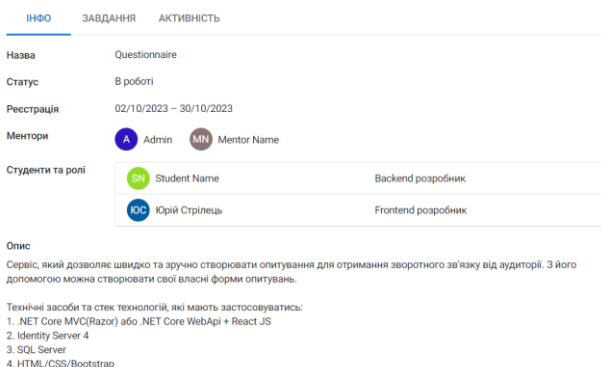 ІНФО ЗАВДАННЯ АКТИВНІСТЬ
Назва Questionnaire
Статус В роботі
Реєстрація 02/10/2023 – 30/10/2023
Ментори A Admin MN Mentor Name
Студенти та ролі SN Student Name Backend розробник
ЮС Юрій Стрілець Frontend розробник
Опис
Сервіс, який дозволяє швидко та зручно створювати опитування для отримання зворотного зв'язку від аудиторії. З його
допомогою можна створювати свої власні форми опитувань.
Технічні засоби та стек технологій, які мають застосовуватись:
1. .NET Core MVC(Razor) або .NET Core WebApi + React JS
2. Identity Server 4
3. SQL Server
4. HTML/CSS/Bootstrap